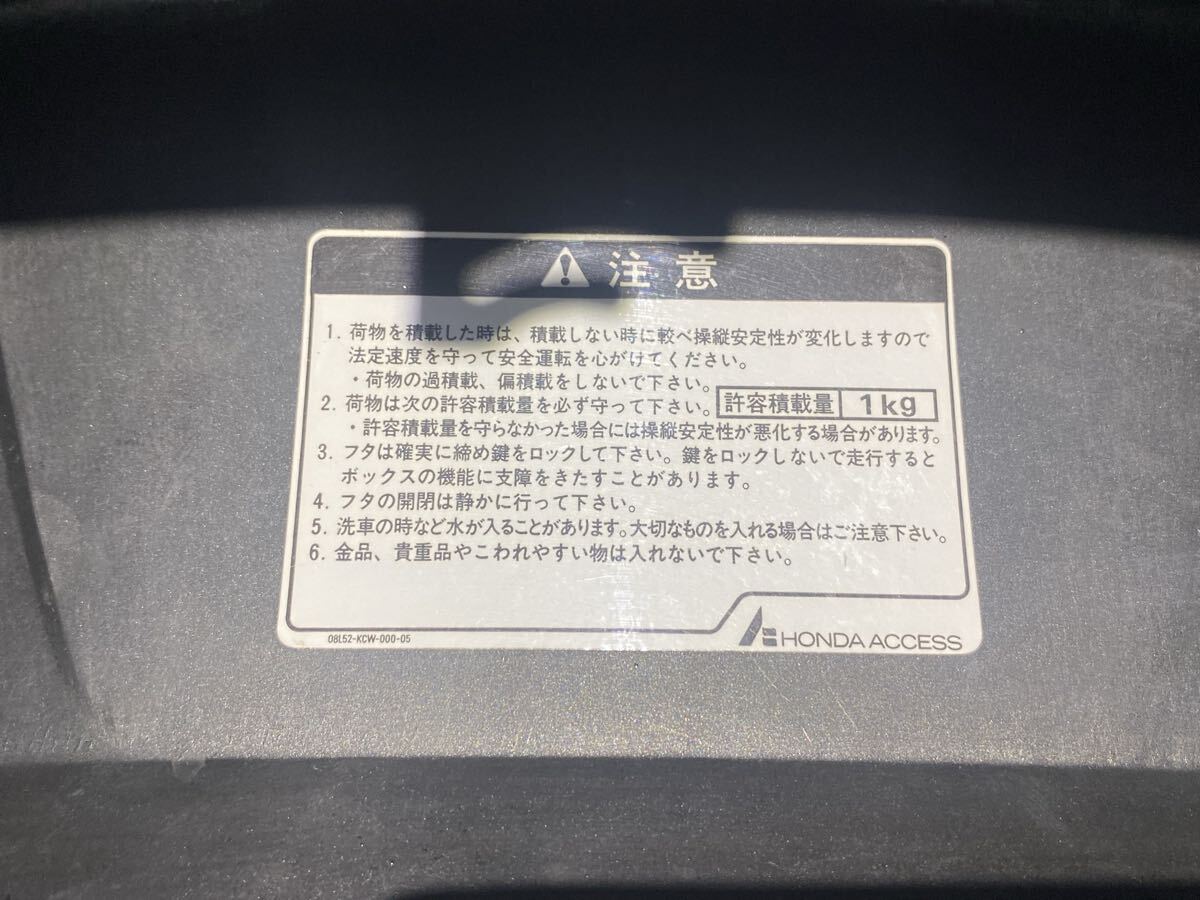 注意
1. 荷物を積載した時は、積載しない時に較べ操縦安定性が変化しますので
法定速度を守って安全運転を心がけてください。
・荷物の過積載、偏積載をしないで下さい。
2. 荷物は次の許容積載量を必ず守って下さい。 許容積載量 1kg
・許容積載量を守らなかった場合には操縦安定性が悪化する場合があります。
3. フタは確実に締め鍵をロックして下さい。鍵をロックしないで走行すると
ボックスの機能に支障をきたすことがあります。
4. フタの開閉は静かに行って下さい。
5. 洗車の時など水が入ることがあります。大切なものを入れる場合はご注意下さい。
6. 金品、貴重品やこわれやすい物は入れないで下さい。
08L52-KCW-000-05
HONDA ACCESS